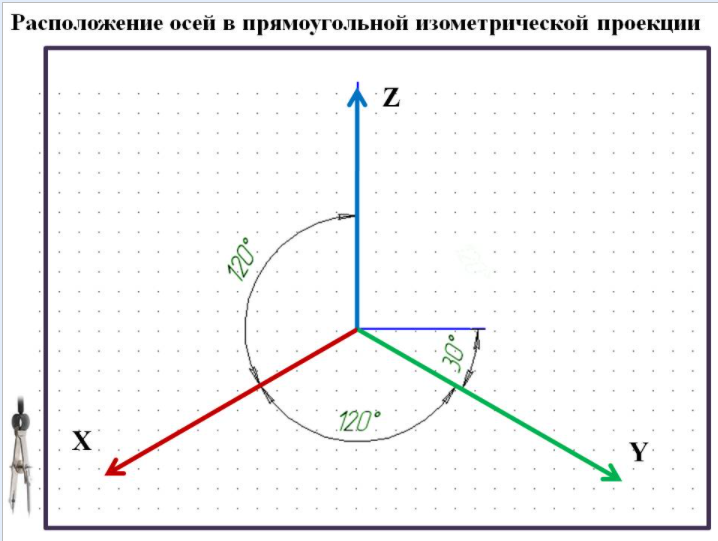 Расположение осей в прямоугольной изометрической проекции
Z
120°
30°
120°
X
Y